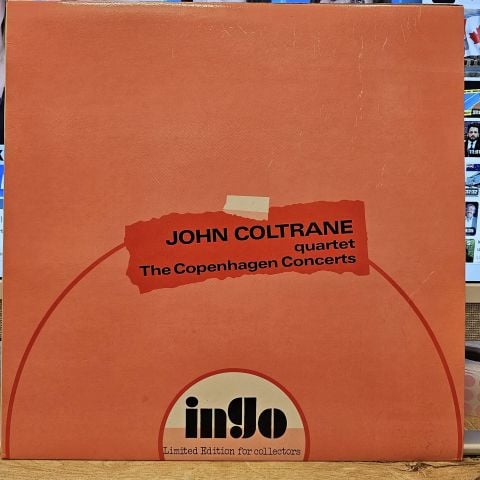 JOHN COLTRANE
quartet
The Copenhagen Concerts
ingo
Limited Edition for collectors